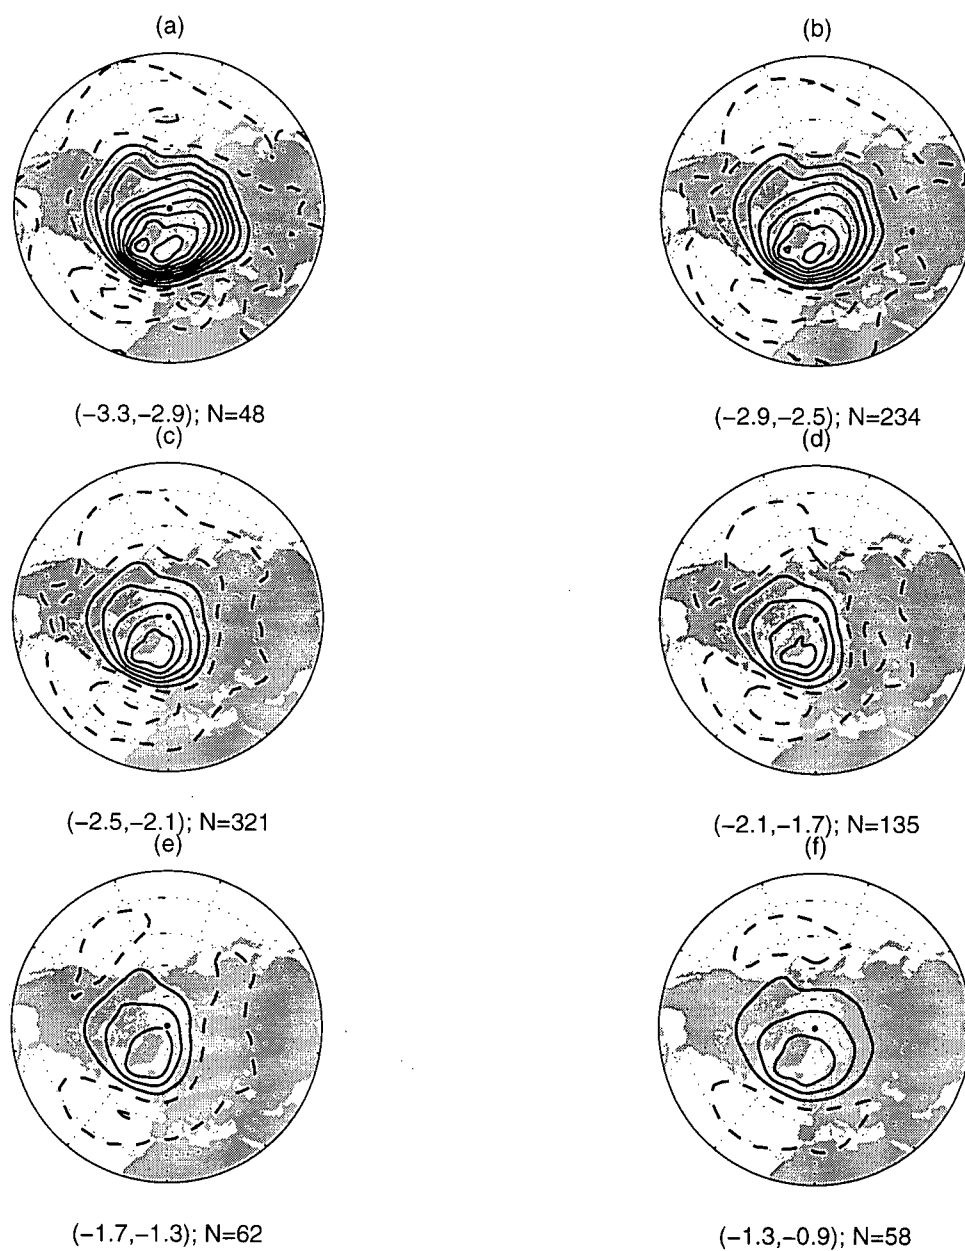 (a)
(b)
(−3.3,−2.9); N=48
(−2.9,−2.5); N=234
(c)
(d)
(−2.5,−2.1); N=321
(−2.1,−1.7); N=135
(e)
(f)
(−1.7,−1.3); N=62
(−1.3,−0.9); N=58